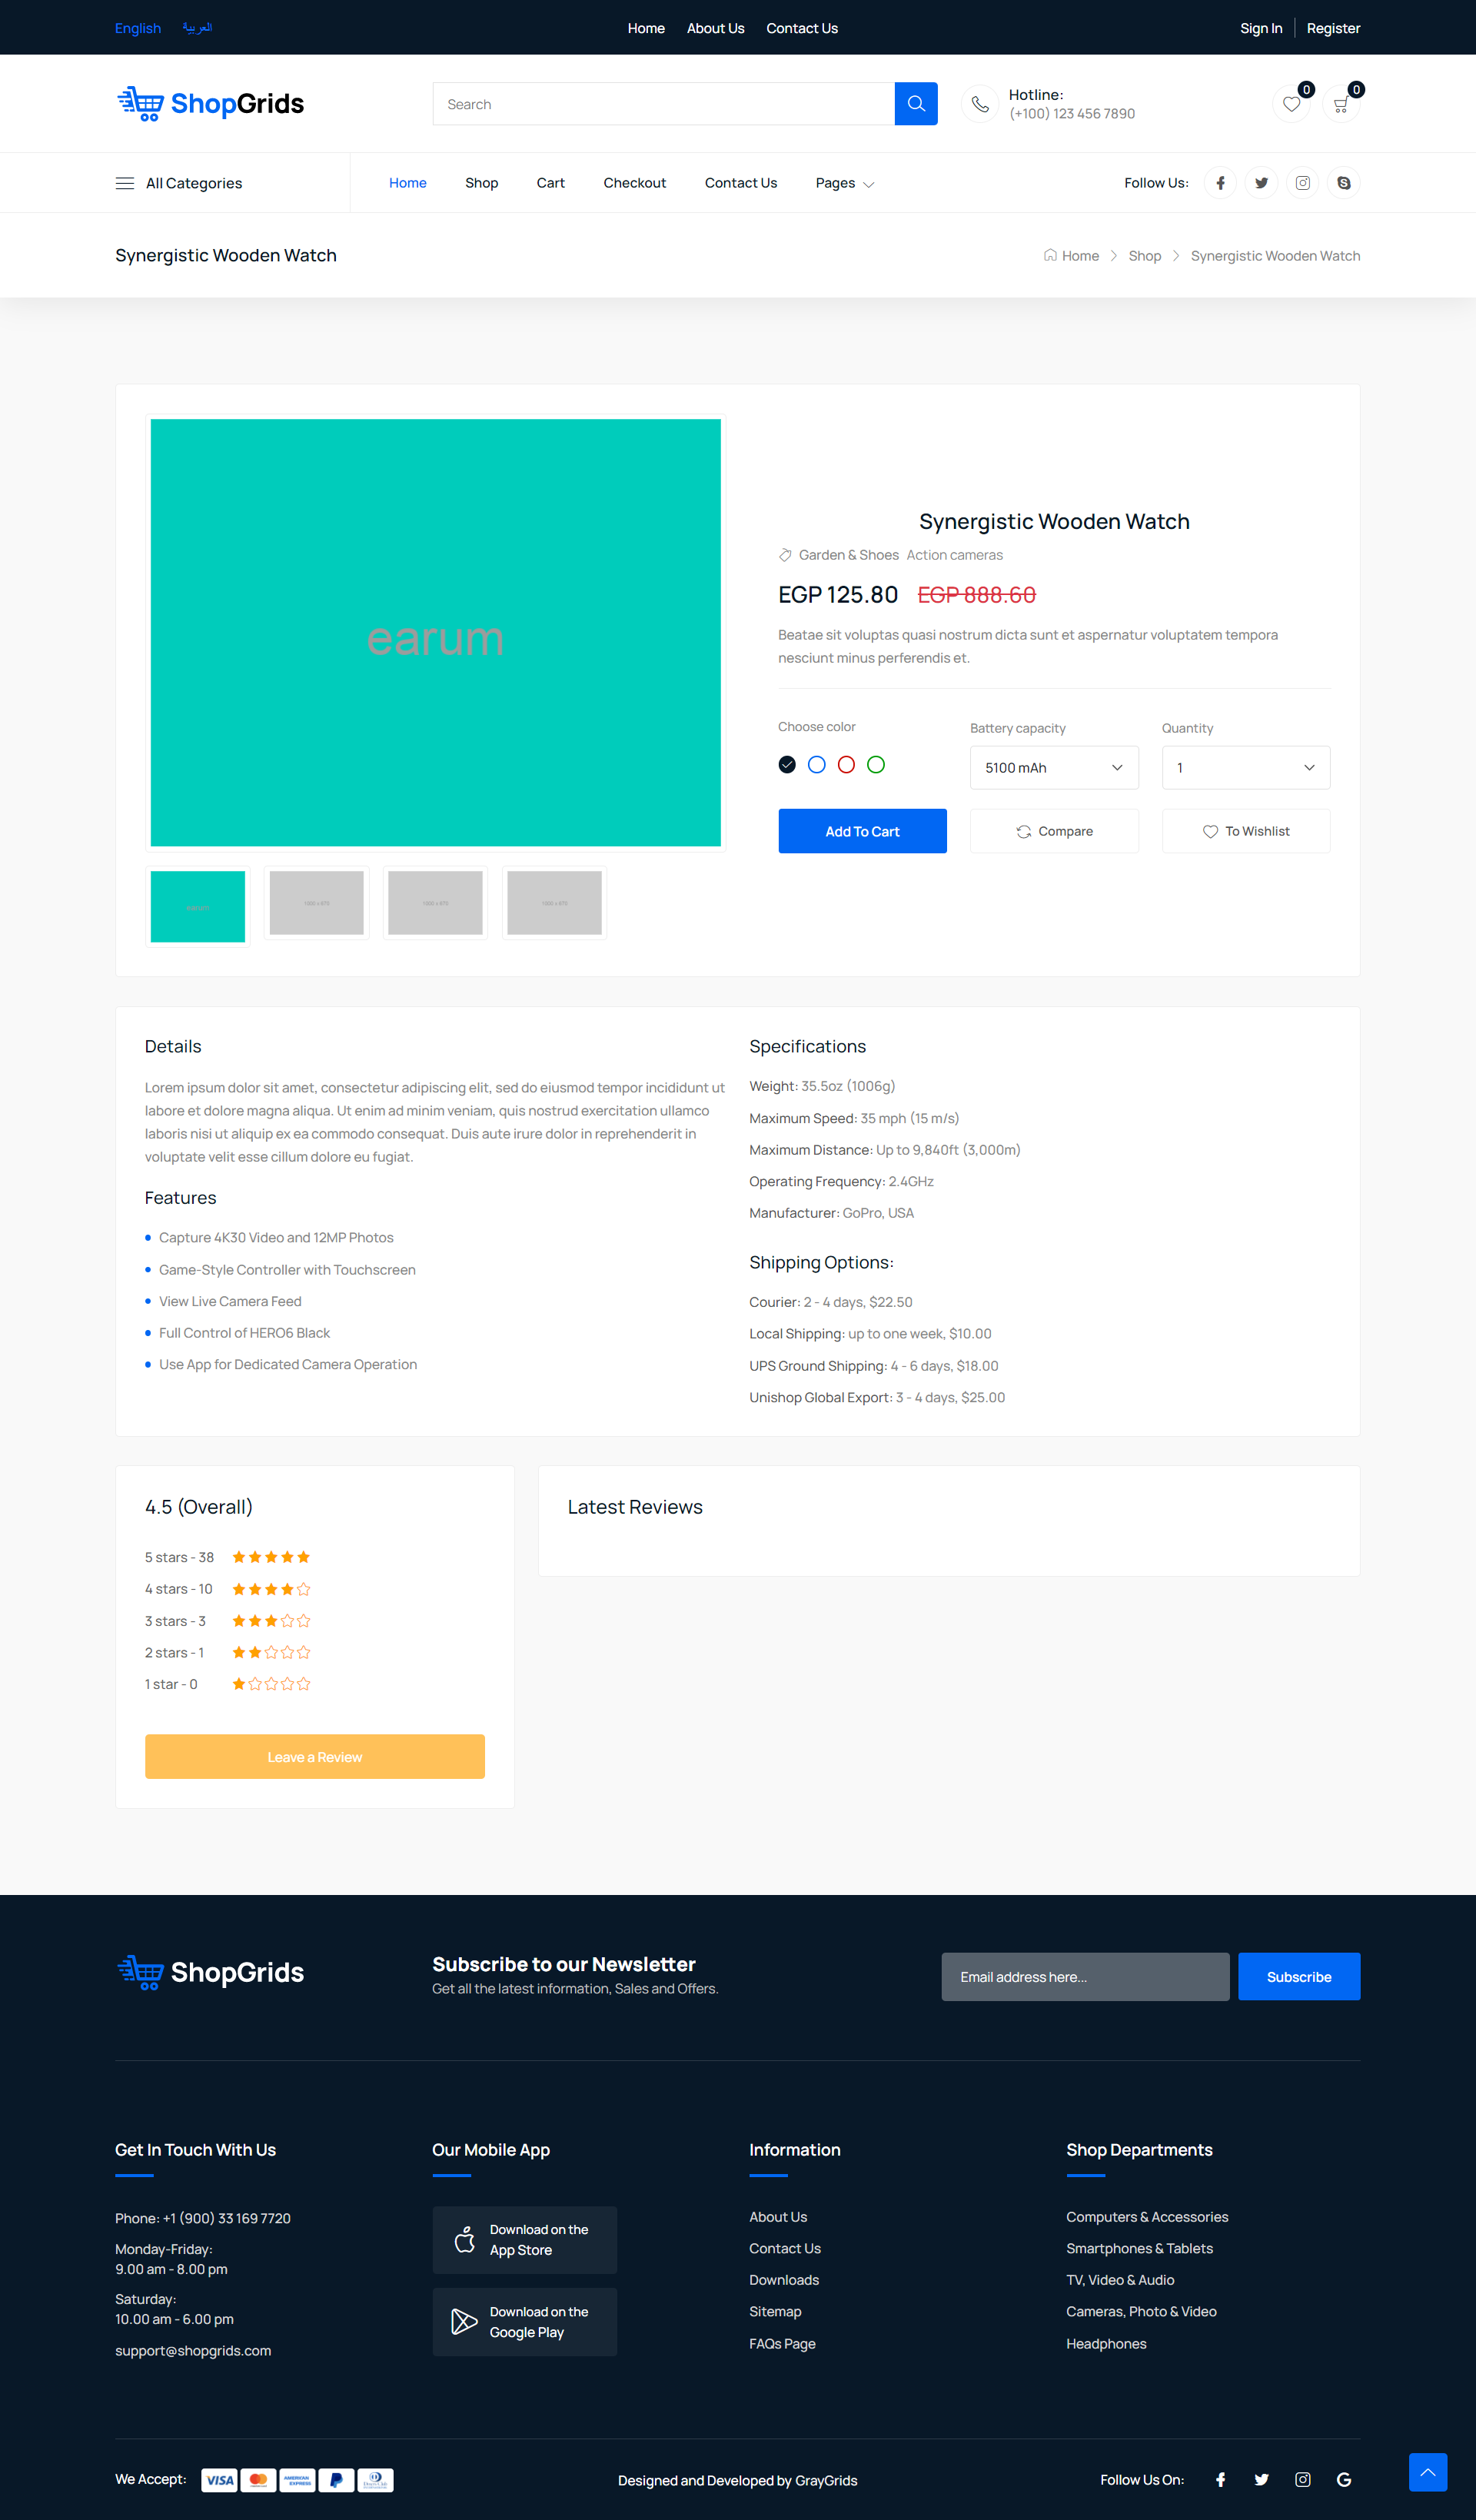 English العربية
Home About Us Contact Us
Sign In Register
ShopGrids
Search
Hotline:
(+100) 123 456 7890
0 0
All Categories
Home Shop Cart Checkout Contact Us Pages
Follow Us:
Synergistic Wooden Watch
Home Shop Synergistic Wooden Watch
earum
Synergistic Wooden Watch
Garden & Shoes Action cameras
EGP 125.80 EGP 888.60
Beatae sit voluptas quasi nostrum dicta sunt et aspernatur voluptatem tempora
nesciunt minus perferendis et.
Choose color Battery capacity Quantity
5100 mAh 1
Add To Cart Compare To Wishlist
1000 x 670 1000 x 670 1000 x 670
Details
Lorem ipsum dolor sit amet, consectetur adipiscing elit, sed do eiusmod tempor incididunt ut
labore et dolore magna aliqua. Ut enim ad minim veniam, quis nostrud exercitation ullamco
laboris nisi ut aliquip ex ea commodo consequat. Duis aute irure dolor in reprehenderit in
voluptate velit esse cillum dolore eu fugiat.
Features
Capture 4K30 Video and 12MP Photos
Game-Style Controller with Touchscreen
View Live Camera Feed
Full Control of HERO6 Black
Use App for Dedicated Camera Operation
Specifications
Weight: 35.5oz (1006g)
Maximum Speed: 35 mph (15 m/s)
Maximum Distance: Up to 9,840ft (3,000m)
Operating Frequency: 2.4GHz
Manufacturer: GoPro, USA
Shipping Options:
Courier: 2 - 4 days, $22.50
Local Shipping: up to one week, $10.00
UPS Ground Shipping: 4 - 6 days, $18.00
Unishop Global Export: 3 - 4 days, $25.00
4.5 (Overall)
5 stars - 38
4 stars - 10
3 stars - 3
2 stars - 1
1 star - 0
Leave a Review
Latest Reviews
ShopGrids
Subscribe to our Newsletter
Get all the latest information, Sales and Offers.
Email address here...
Subscribe
Get In Touch With Us
Phone: +1 (900) 33 169 7720
Monday-Friday:
9.00 am - 8.00 pm
Saturday:
10.00 am - 6.00 pm
support@shopgrids.com
Our Mobile App
Download on the
App Store
Download on the
Google Play
Information
About Us
Contact Us
Downloads
Sitemap
FAQs Page
Shop Departments
Computers & Accessories
Smartphones & Tablets
TV, Video & Audio
Cameras, Photo & Video
Headphones
We Accept:
VISA
AMERICAN EXPRESS
Designed and Developed by GrayGrids
Follow Us On: